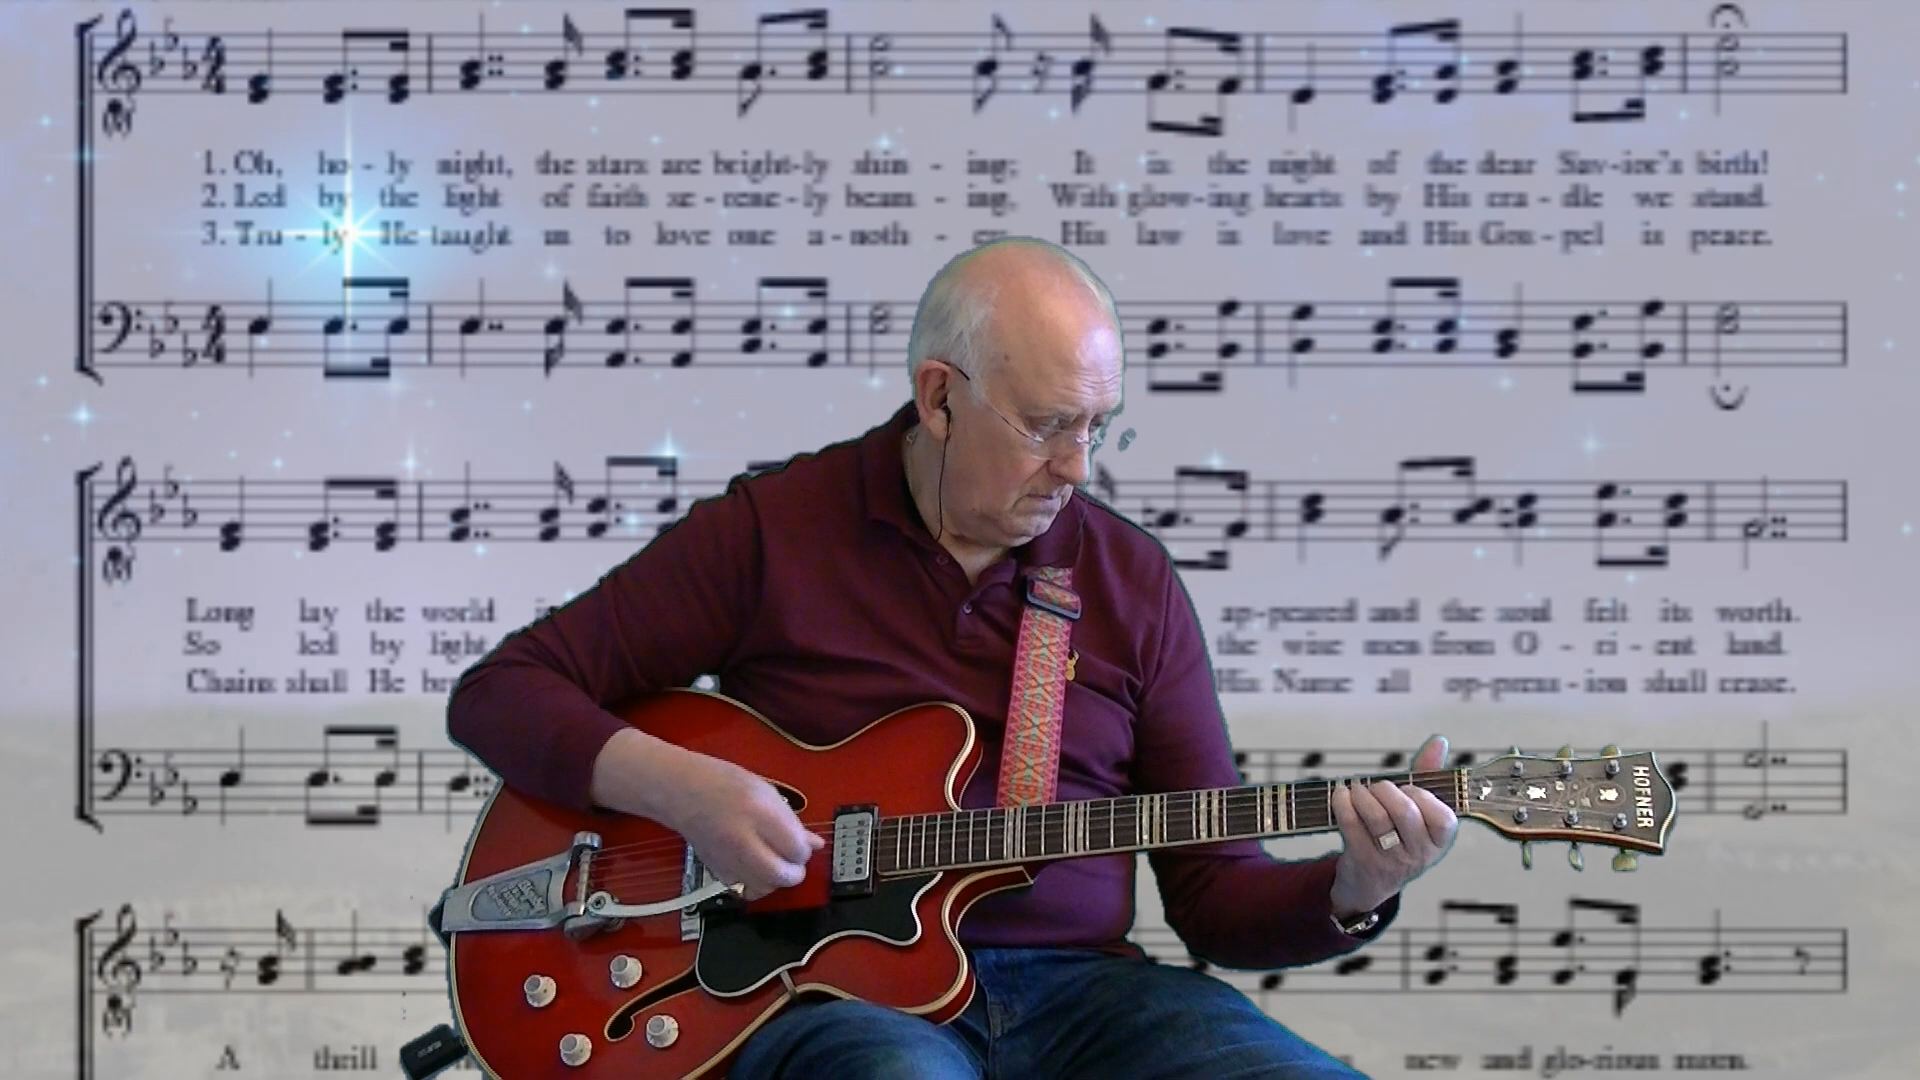 1. Oh, ho - ly night, the stars are bright-ly shin - ing; It is the night of the dear Sav-ior's birth!
2. Led by the light of faith se - rene - ly beam - ing, With glow-ing hearts by His cra - dle we stand.
3. Tru - ly He taught us to love one a - noth - er, His law is love and His Gos - pel is peace.
Long lay the world ap-peared and the soul felt its worth.
So led by light the wise men from O - ri - ent land.
Chains shall He His Name all op-press - ion shall cease.
HOFNER
A thrill new and glo-rious morn.